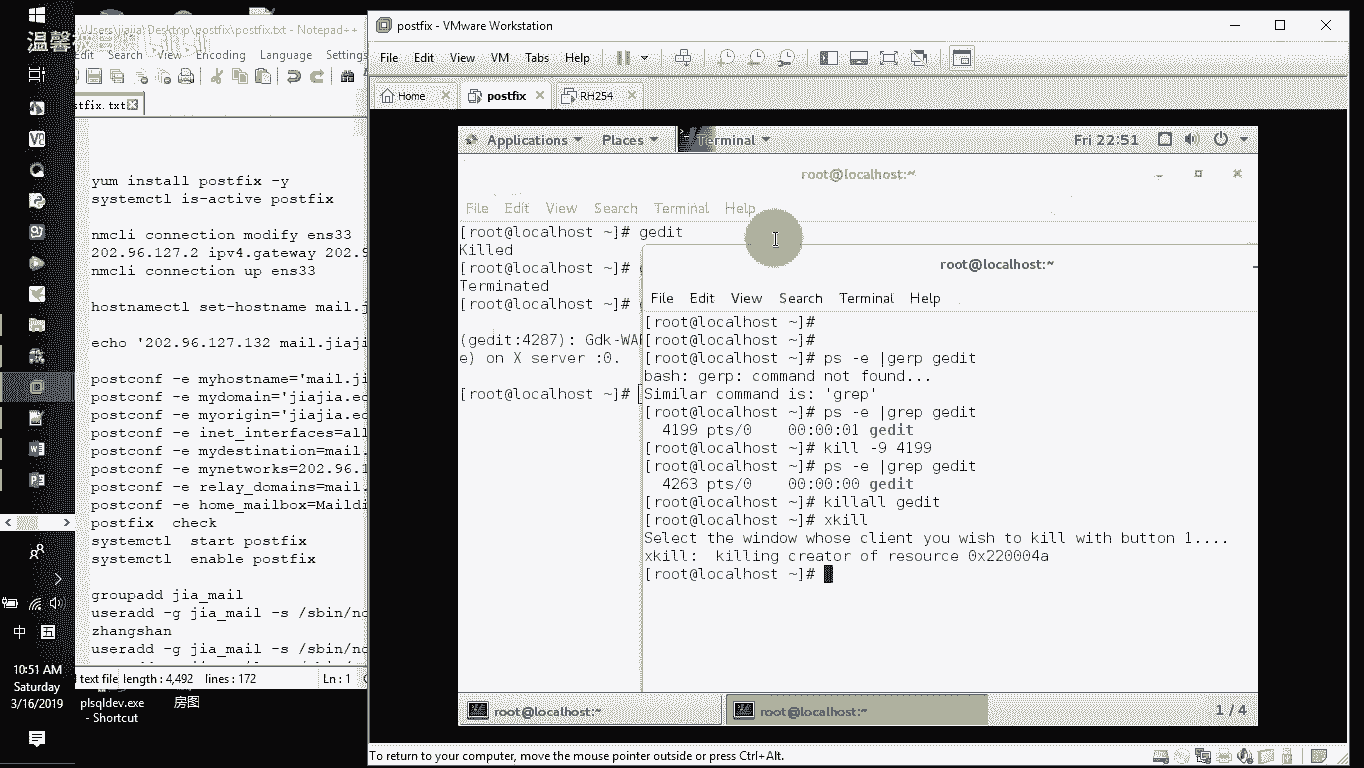 温馨
\Users\jiajia\Desktop\postfix\postfix.txt - Notepad++
dit Search View Encoding Language Settings
stfix.txt
yum install postfix -y
systemctl is-active postfix
nmcli connection modify ens33
202.96.127.2 ipv4.gateway 202.9
nmcli connection up ens33
hostnamectl set-hostname mail.j
echo '202.96.127.132 mail.jiaji
postconf -e myhostname='mail.ji
postconf -e mydomain='jiajia.ed
postconf -e myorigin='jiajia.ed
postconf -e inet_interfaces=all
postconf -e mydestination=mail.
postconf -e mynetworks=202.96.1
postconf -e relay_domains=mail.
postconf -e home_mailbox=Maildi
postfix check
systemctl start postfix
systemctl enable postfix
groupadd jia_mail
useradd -g jia_mail -s /sbin/no
zhangshan
useradd -g jia_mail -s /sbin/no
text file length : 4,492 lines : 172 Ln : 1
plsqldev.exe
- Shortcut
房图
中 五
10:51 AM
Saturday
3/16/2019
postfix - VMware Workstation
File Edit View VM Tabs Help
Home postfix RH254
Applications Places Terminal Fri 22:51
root@localhost:~
File Edit View Search Terminal Help
[root@localhost ~]# gedit
Killed
[root@localhost ~]# g
Terminated
[root@localhost ~]# g
(gedit:4287): Gdk-WAR
e) on X server :0.
[root@localhost ~]#
root@localhost:~
File Edit View Search Terminal Help
[root@localhost ~]#
[root@localhost ~]#
[root@localhost ~]# ps -e |gerp gedit
bash: gerp: command not found...
Similar command is: 'grep'
[root@localhost ~]# ps -e |grep gedit
4199 pts/0 00:00:01 gedit
[root@localhost ~]# kill -9 4199
[root@localhost ~]# ps -e |grep gedit
4263 pts/0 00:00:00 gedit
[root@localhost ~]# killall gedit
[root@localhost ~]# xkill
Select the window whose client you wish to kill with button 1....
xkill: killing creator of resource 0x220004a
[root@localhost ~]#
root@localhost:~ root@localhost:~ 1 / 4
To return to your computer, move the mouse pointer outside or press Ctrl+Alt.